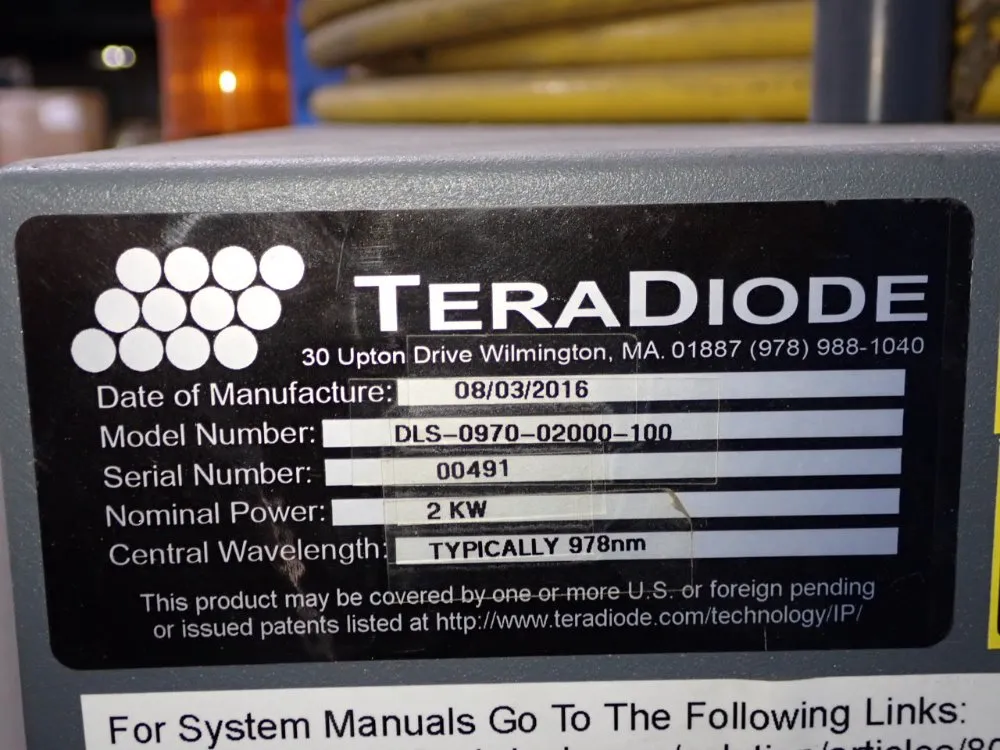 TERADIODE
30 Upton Drive Wilmington, MA. 01887 (978) 988-1040
Date of Manufacture: 08/03/2016
Model Number: DLS-0970-02000-100
Serial Number: 00491
Nominal Power: 2 KW
Central Wavelength: TYPICALLY 978nm
This product may be covered by one or more U.S. or foreign pending
or issued patents listed at http://www.teradiode.com/technology/IP/
For System Manuals Go To The Following Links: